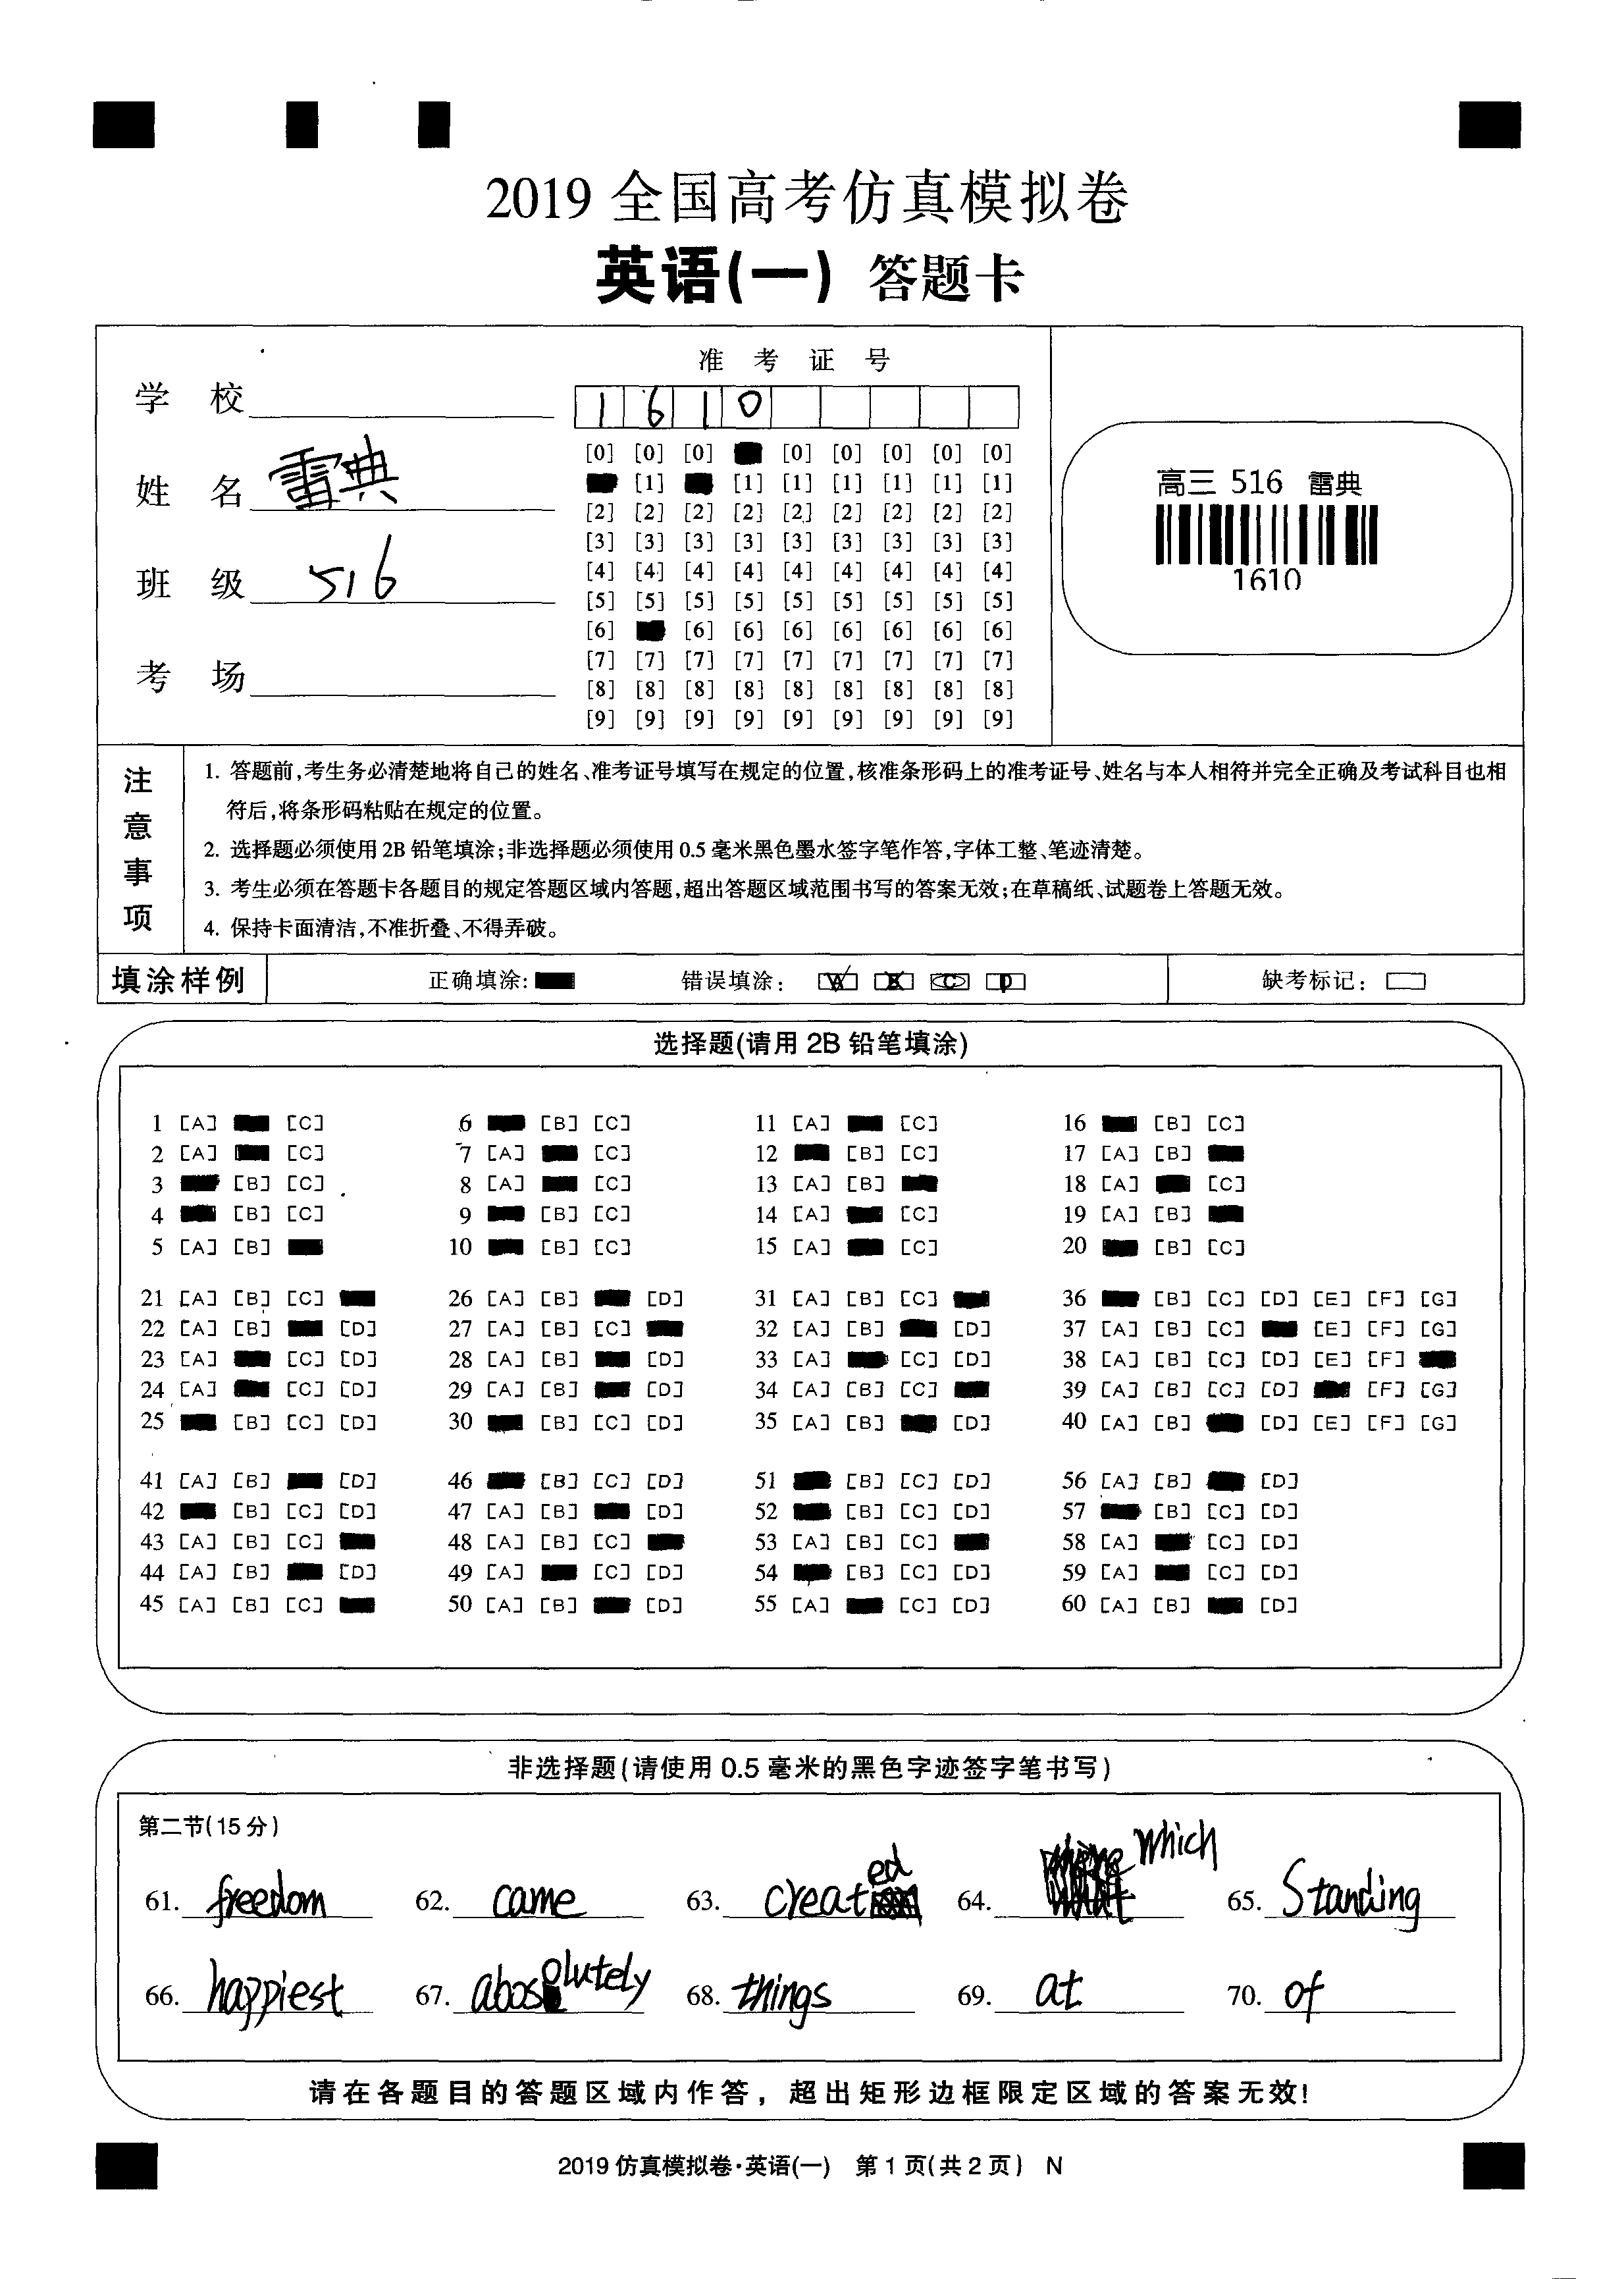 2019 全国高考仿真模拟卷
英语(一) 答题卡
准 考 证 号
学 校
1 6 1 0
姓 名 雷典
班 级 516
考 场
[0] [0] [0] [0] [0] [0] [0] [0]
[1] [1] [1] [1] [1] [1] [1]
[2] [2] [2] [2] [2] [2] [2] [2] [2]
[3] [3] [3] [3] [3] [3] [3] [3] [3]
[4] [4] [4] [4] [4] [4] [4] [4] [4]
[5] [5] [5] [5] [5] [5] [5] [5] [5]
[6] [6] [6] [6] [6] [6] [6] [6]
[7] [7] [7] [7] [7] [7] [7] [7] [7]
[8] [8] [8] [8] [8] [8] [8] [8] [8]
[9] [9] [9] [9] [9] [9] [9] [9] [9]
高三 516 雷典
1610
注意事项
1. 答题前,考生务必清楚地将自己的姓名、准考证号填写在规定的位置,核准条形码上的准考证号、姓名与本人相符并完全正确及考试科目也相
符后,将条形码粘贴在规定的位置。
2. 选择题必须使用 2B 铅笔填涂;非选择题必须使用 0.5 毫米黑色墨水签字笔作答,字体工整、笔迹清楚。
3. 考生必须在答题卡各题目的规定答题区域内答题,超出答题区域范围书写的答案无效;在草稿纸、试题卷上答题无效。
4. 保持卡面清洁,不准折叠、不得弄破。
填涂样例 正确填涂: 错误填涂: A B C D 缺考标记:
选择题(请用 2B 铅笔填涂)
1 [A] [C] 6 [B] [C] 11 [A] [C] 16 [B] [C]
2 [A] [C] 7 [A] [C] 12 [B] [C] 17 [A] [B]
3 [B] [C] 8 [A] [C] 13 [A] [B] 18 [A] [C]
4 [B] [C] 9 [B] [C] 14 [A] [C] 19 [A] [B]
5 [A] [B] 10 [B] [C] 15 [A] [C] 20 [B] [C]
21 [A] [B] [C] 26 [A] [B] [D] 31 [A] [B] [C] 36 [B] [C] [D] [E] [F] [G]
22 [A] [B] [D] 27 [A] [B] [C] 32 [A] [B] [D] 37 [A] [B] [C] [E] [F] [G]
23 [A] [C] [D] 28 [A] [B] [D] 33 [A] [C] [D] 38 [A] [B] [C] [D] [E] [F]
24 [A] [C] [D] 29 [A] [B] [D] 34 [A] [B] [C] 39 [A] [B] [C] [D] [F] [G]
25 [B] [C] [D] 30 [B] [C] [D] 35 [A] [B] [D] 40 [A] [B] [D] [E] [F] [G]
41 [A] [B] [D] 46 [B] [C] [D] 51 [B] [C] [D] 56 [A] [B] [D]
42 [B] [C] [D] 47 [A] [B] [D] 52 [B] [C] [D] 57 [B] [C] [D]
43 [A] [B] [C] 48 [A] [B] [C] 53 [A] [B] [C] 58 [A] [C] [D]
44 [A] [B] [D] 49 [A] [C] [D] 54 [B] [C] [D] 59 [A] [C] [D]
45 [A] [B] [C] 50 [A] [B] [D] 55 [A] [C] [D] 60 [A] [B] [D]
非选择题(请使用 0.5 毫米的黑色字迹签字笔书写)
第二节(15 分)
61. freedom 62. came 63. created 64. which 65. Standing
66. happiest 67. abosolutely 68. things 69. at 70. of
请在各题目的答题区域内作答，超出矩形边框限定区域的答案无效!
2019 仿真模拟卷·英语(一) 第 1 页(共 2 页) N